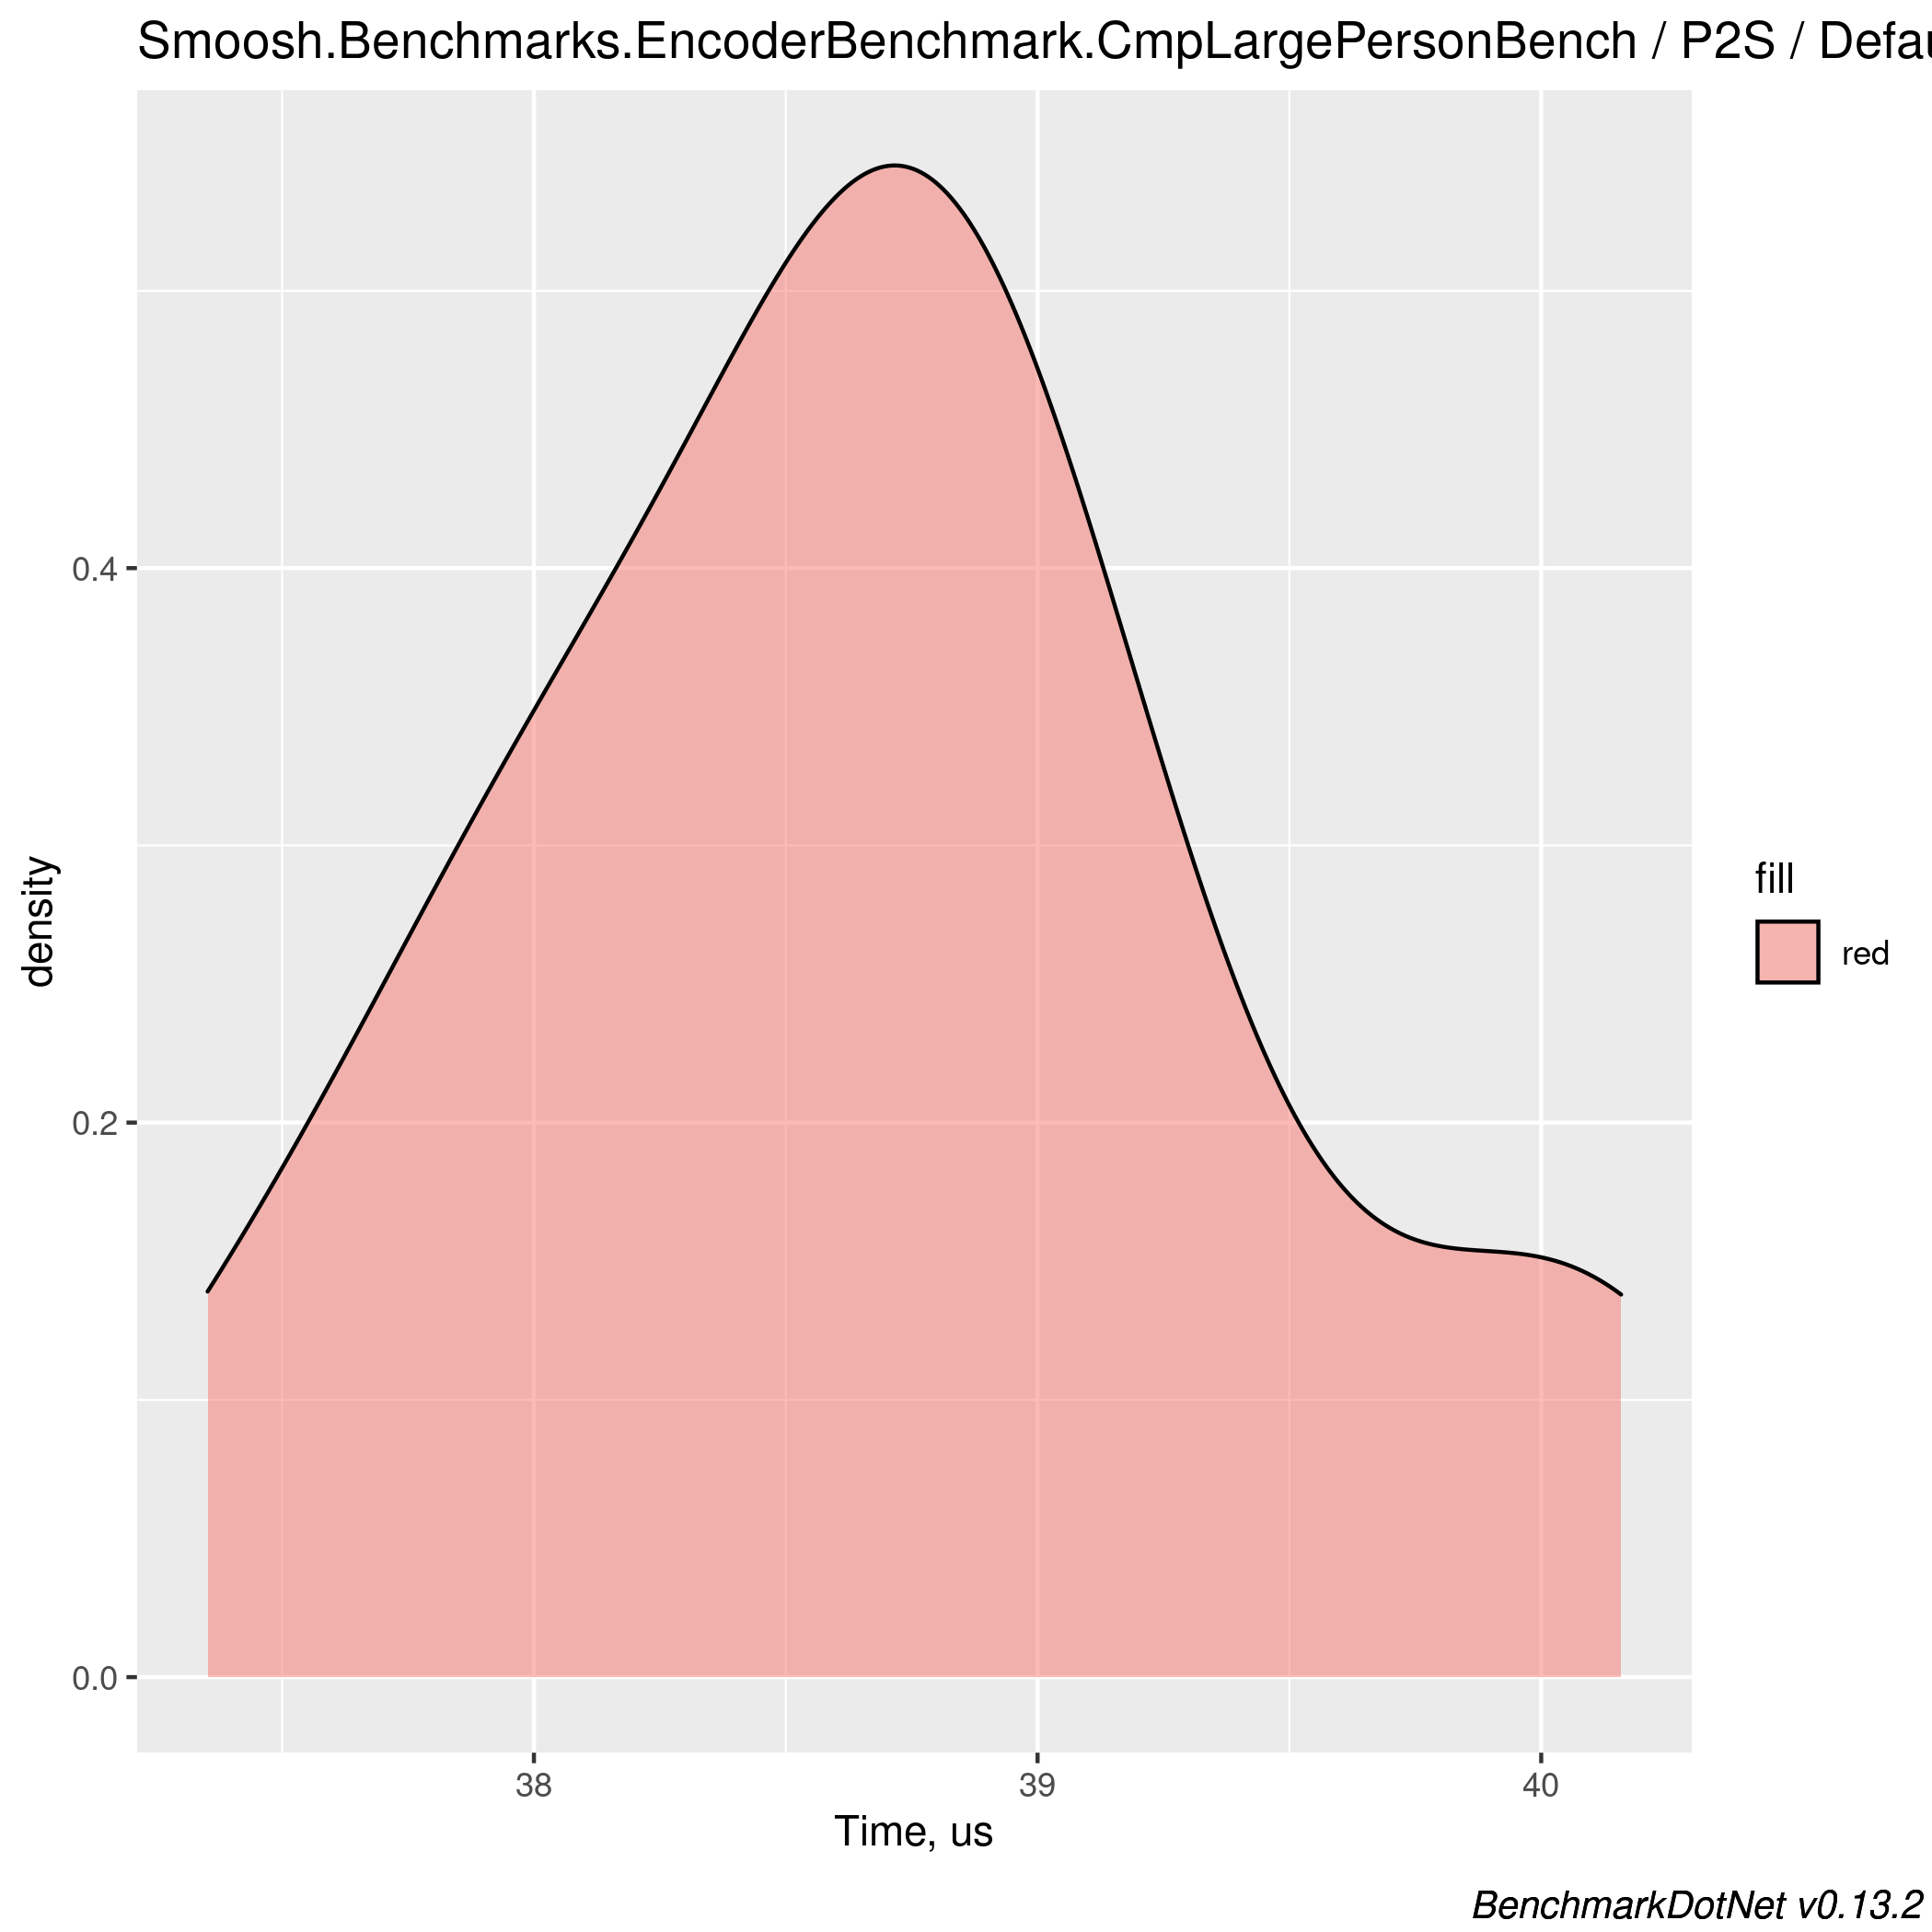 Smoosh.Benchmarks.EncoderBenchmark.CmpLargePersonBench / P2S /
density
0.4
0.2
0.0
38 39 40
Time, us
fill
red
BenchmarkDotNet v0.13.2